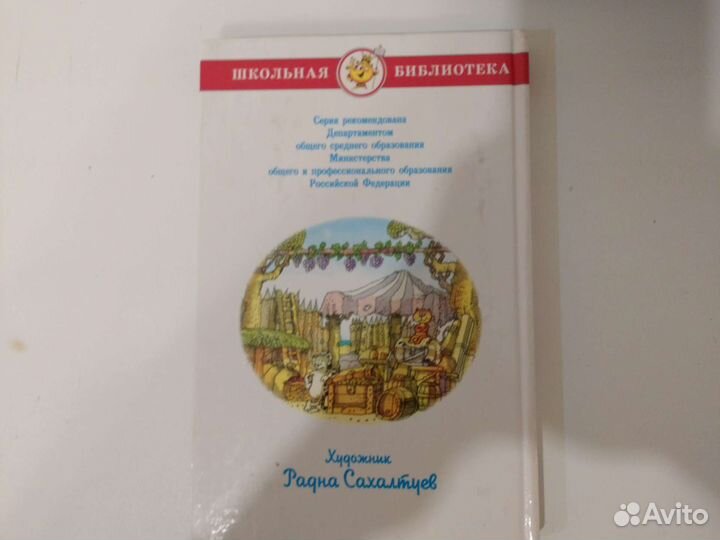 ШКОЛЬНАЯ БИБЛИОТЕКА
Серия рекомендована
Департаментом
общего среднего образования
Министерства
общего и профессионального образования
Российской Федерации
Художник
Радна Сахалтуев
Avito